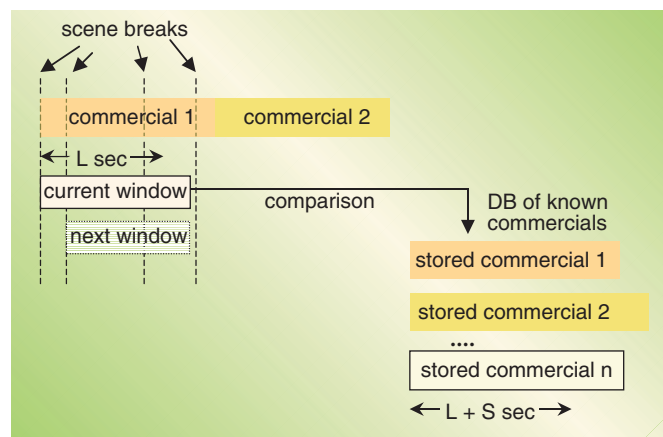 scene breaks
commercial 1
commercial 2
L sec
current window
comparison
next window
DB of known
commercials
stored commercial 1
stored commercial 2
....
stored commercial n
L + S sec